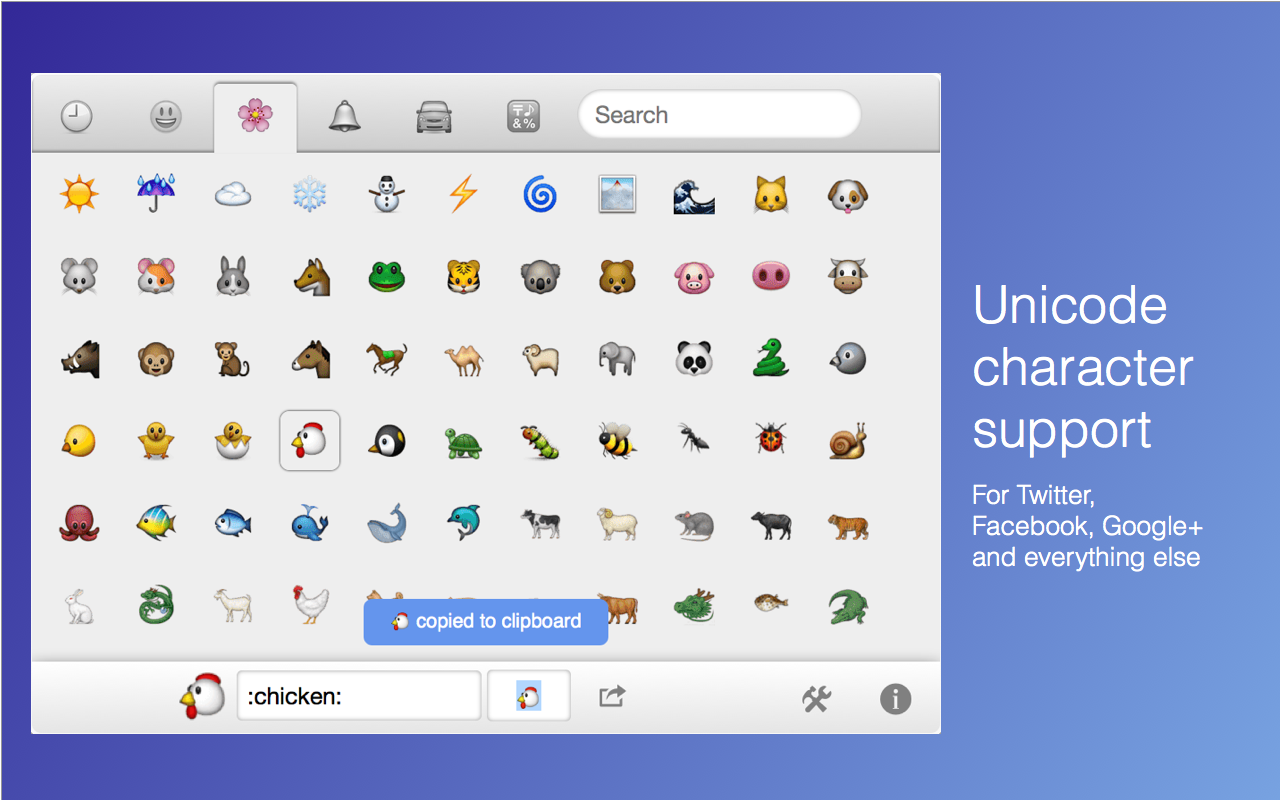 Search
Unicode
character
support
For Twitter,
Facebook, Google+
and everything else
copied to clipboard
:chicken: